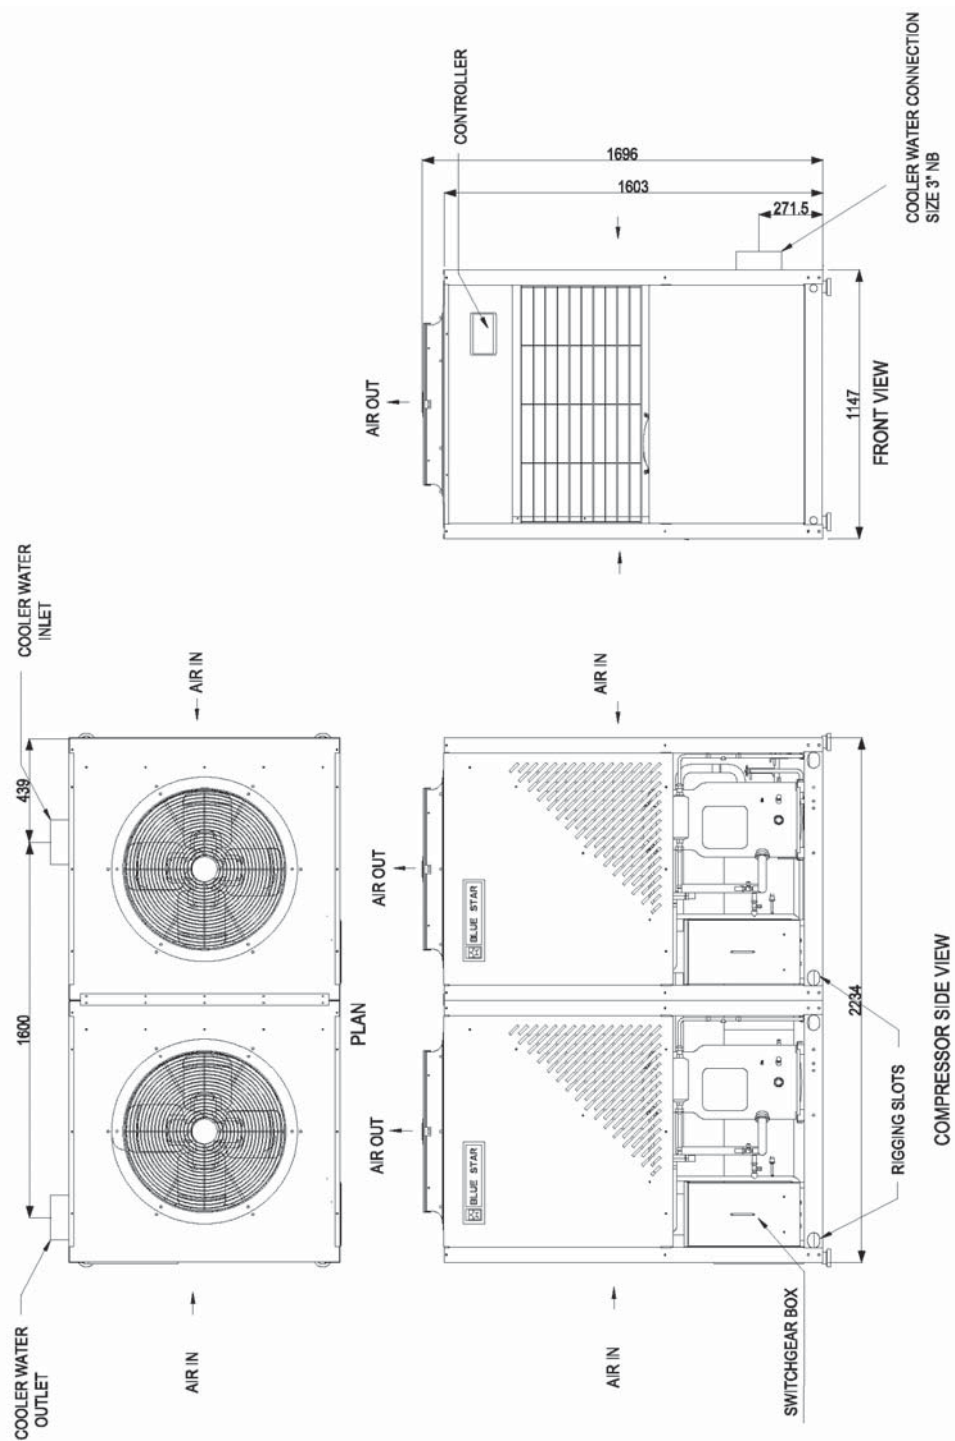 COOLER WATER
OUTLET
1600
439
COOLER WATER
INLET
AIR IN
AIR IN
PLAN
AIR OUT
AIR OUT
BLUE STAR
BLUE STAR
AIR IN
AIR IN
2234
SWITCHGEAR BOX
RIGGING SLOTS
COMPRESSOR SIDE VIEW
CONTROLLER
AIR OUT
1696
1603
271.5
1147
FRONT VIEW
COOLER WATER CONNECTION
SIZE 3" NB